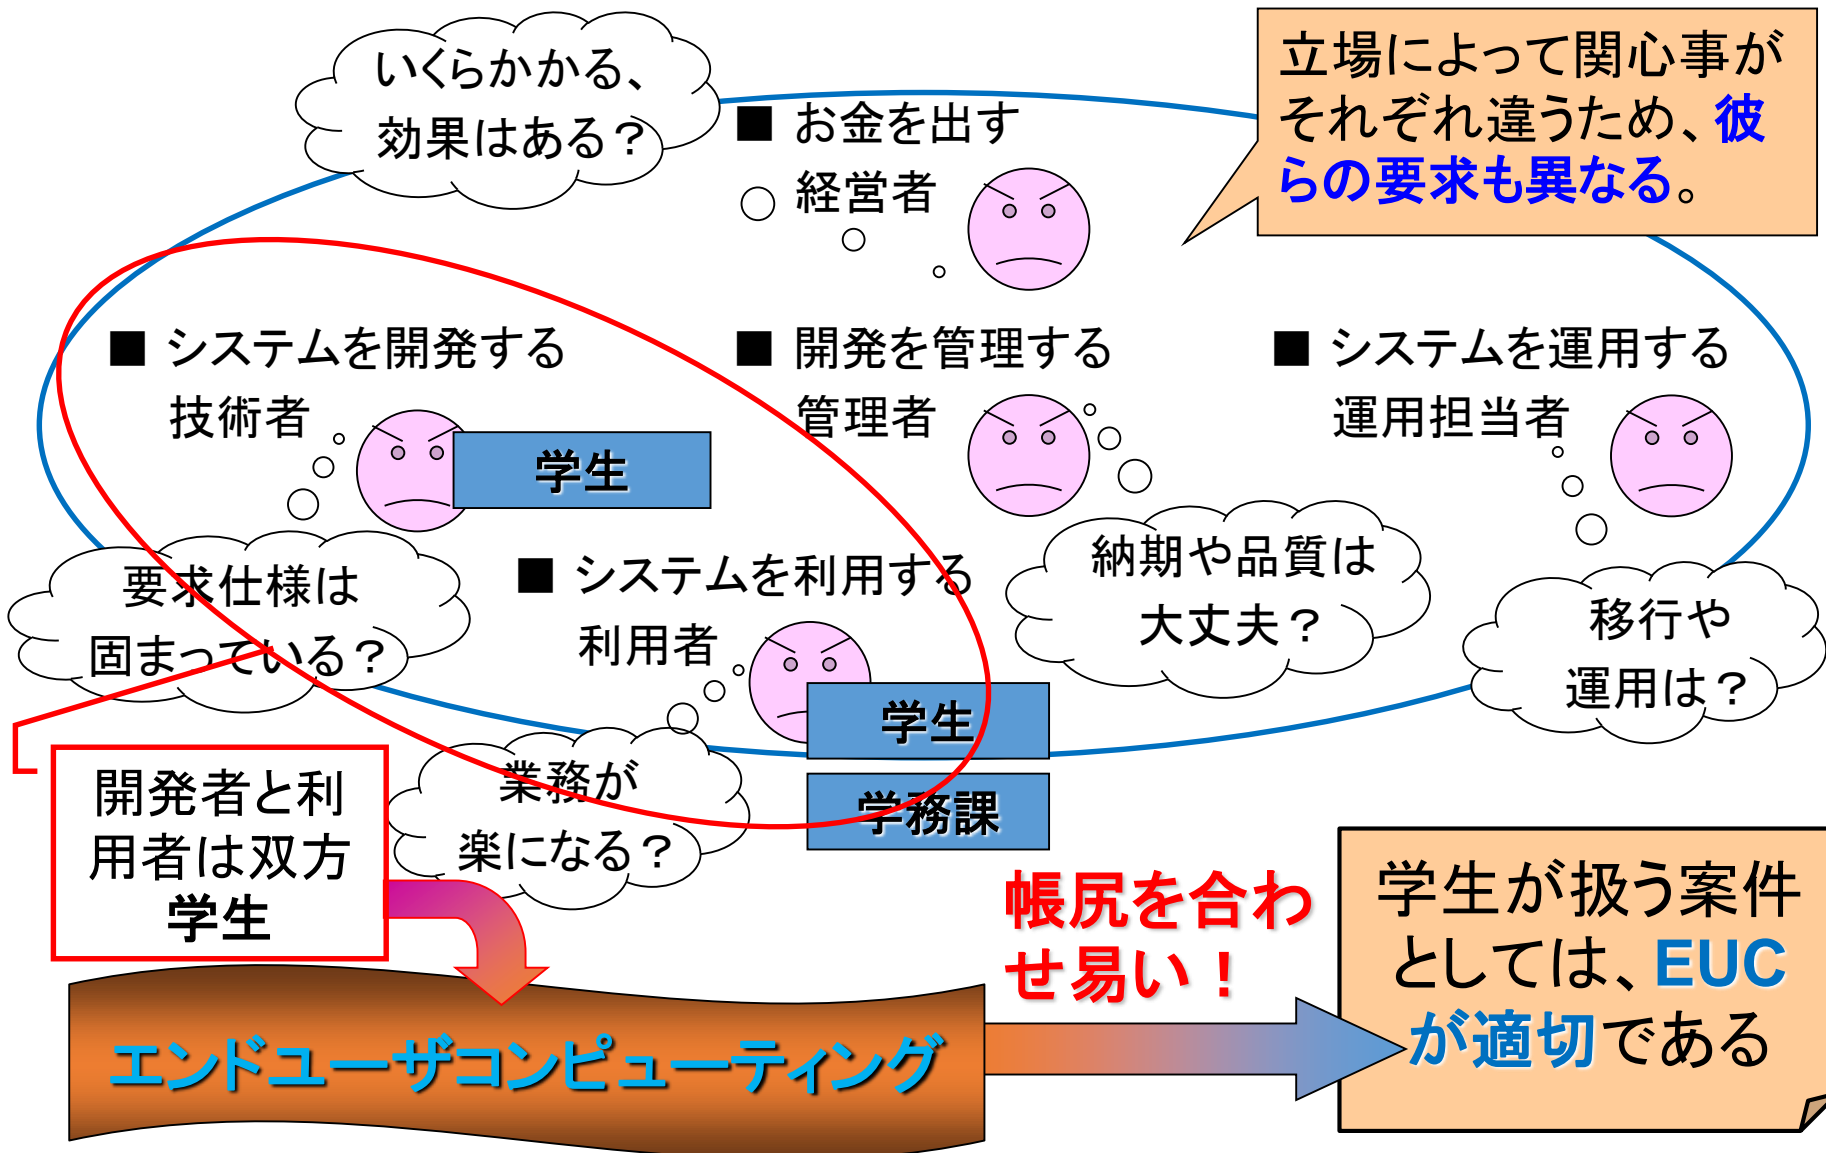 いくらかかる、
効果はある？
■ お金を出す
経営者
立場によって関心事が
それぞれ違うため、彼
らの要求も異なる。
■ システムを開発する
技術者
学生
要求仕様は
固まっている？
■ 開発を管理する
管理者
納期や品質は
大丈夫？
■ システムを運用する
運用担当者
移行や
運用は？
■ システムを利用する
利用者
学生
学務課
業務が
楽になる？
開発者と利
用者は双方
学生
エンドユーザコンピューティング
帳尻を合わ
せ易い！
学生が扱う案件
としては、EUC
が適切である